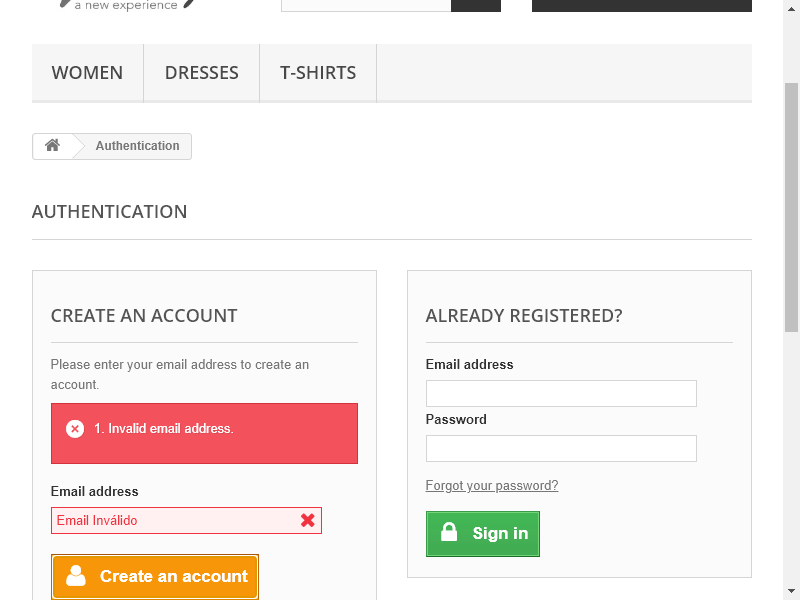 a new experience
WOMEN
DRESSES
T-SHIRTS
Authentication
AUTHENTICATION
CREATE AN ACCOUNT
Please enter your email address to create an
account.
1. Invalid email address.
Email address
Email Inválido
Create an account
ALREADY REGISTERED?
Email address
Password
Forgot your password?
Sign in